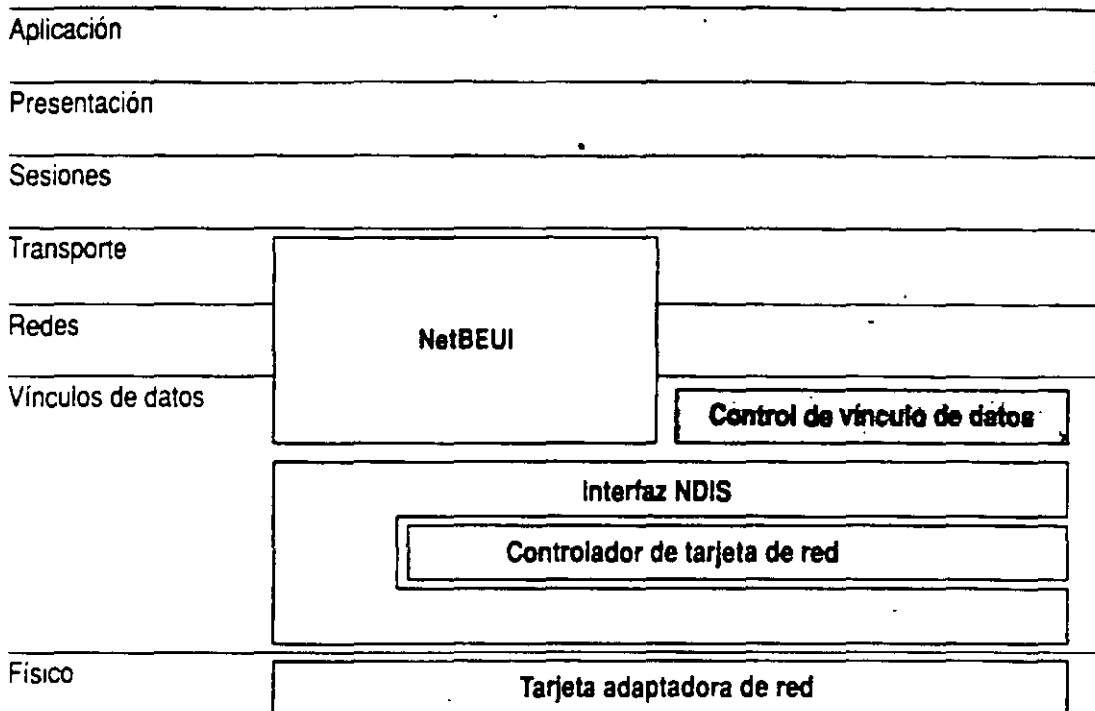 Aplicación
Presentación
Sesiones
Transporte
Redes
NetBEUI
Vínculos de datos
Control de vínculo de datos
Interfaz NDIS
Controlador de tarjeta de red
Físico
Tarjeta adaptadora de red